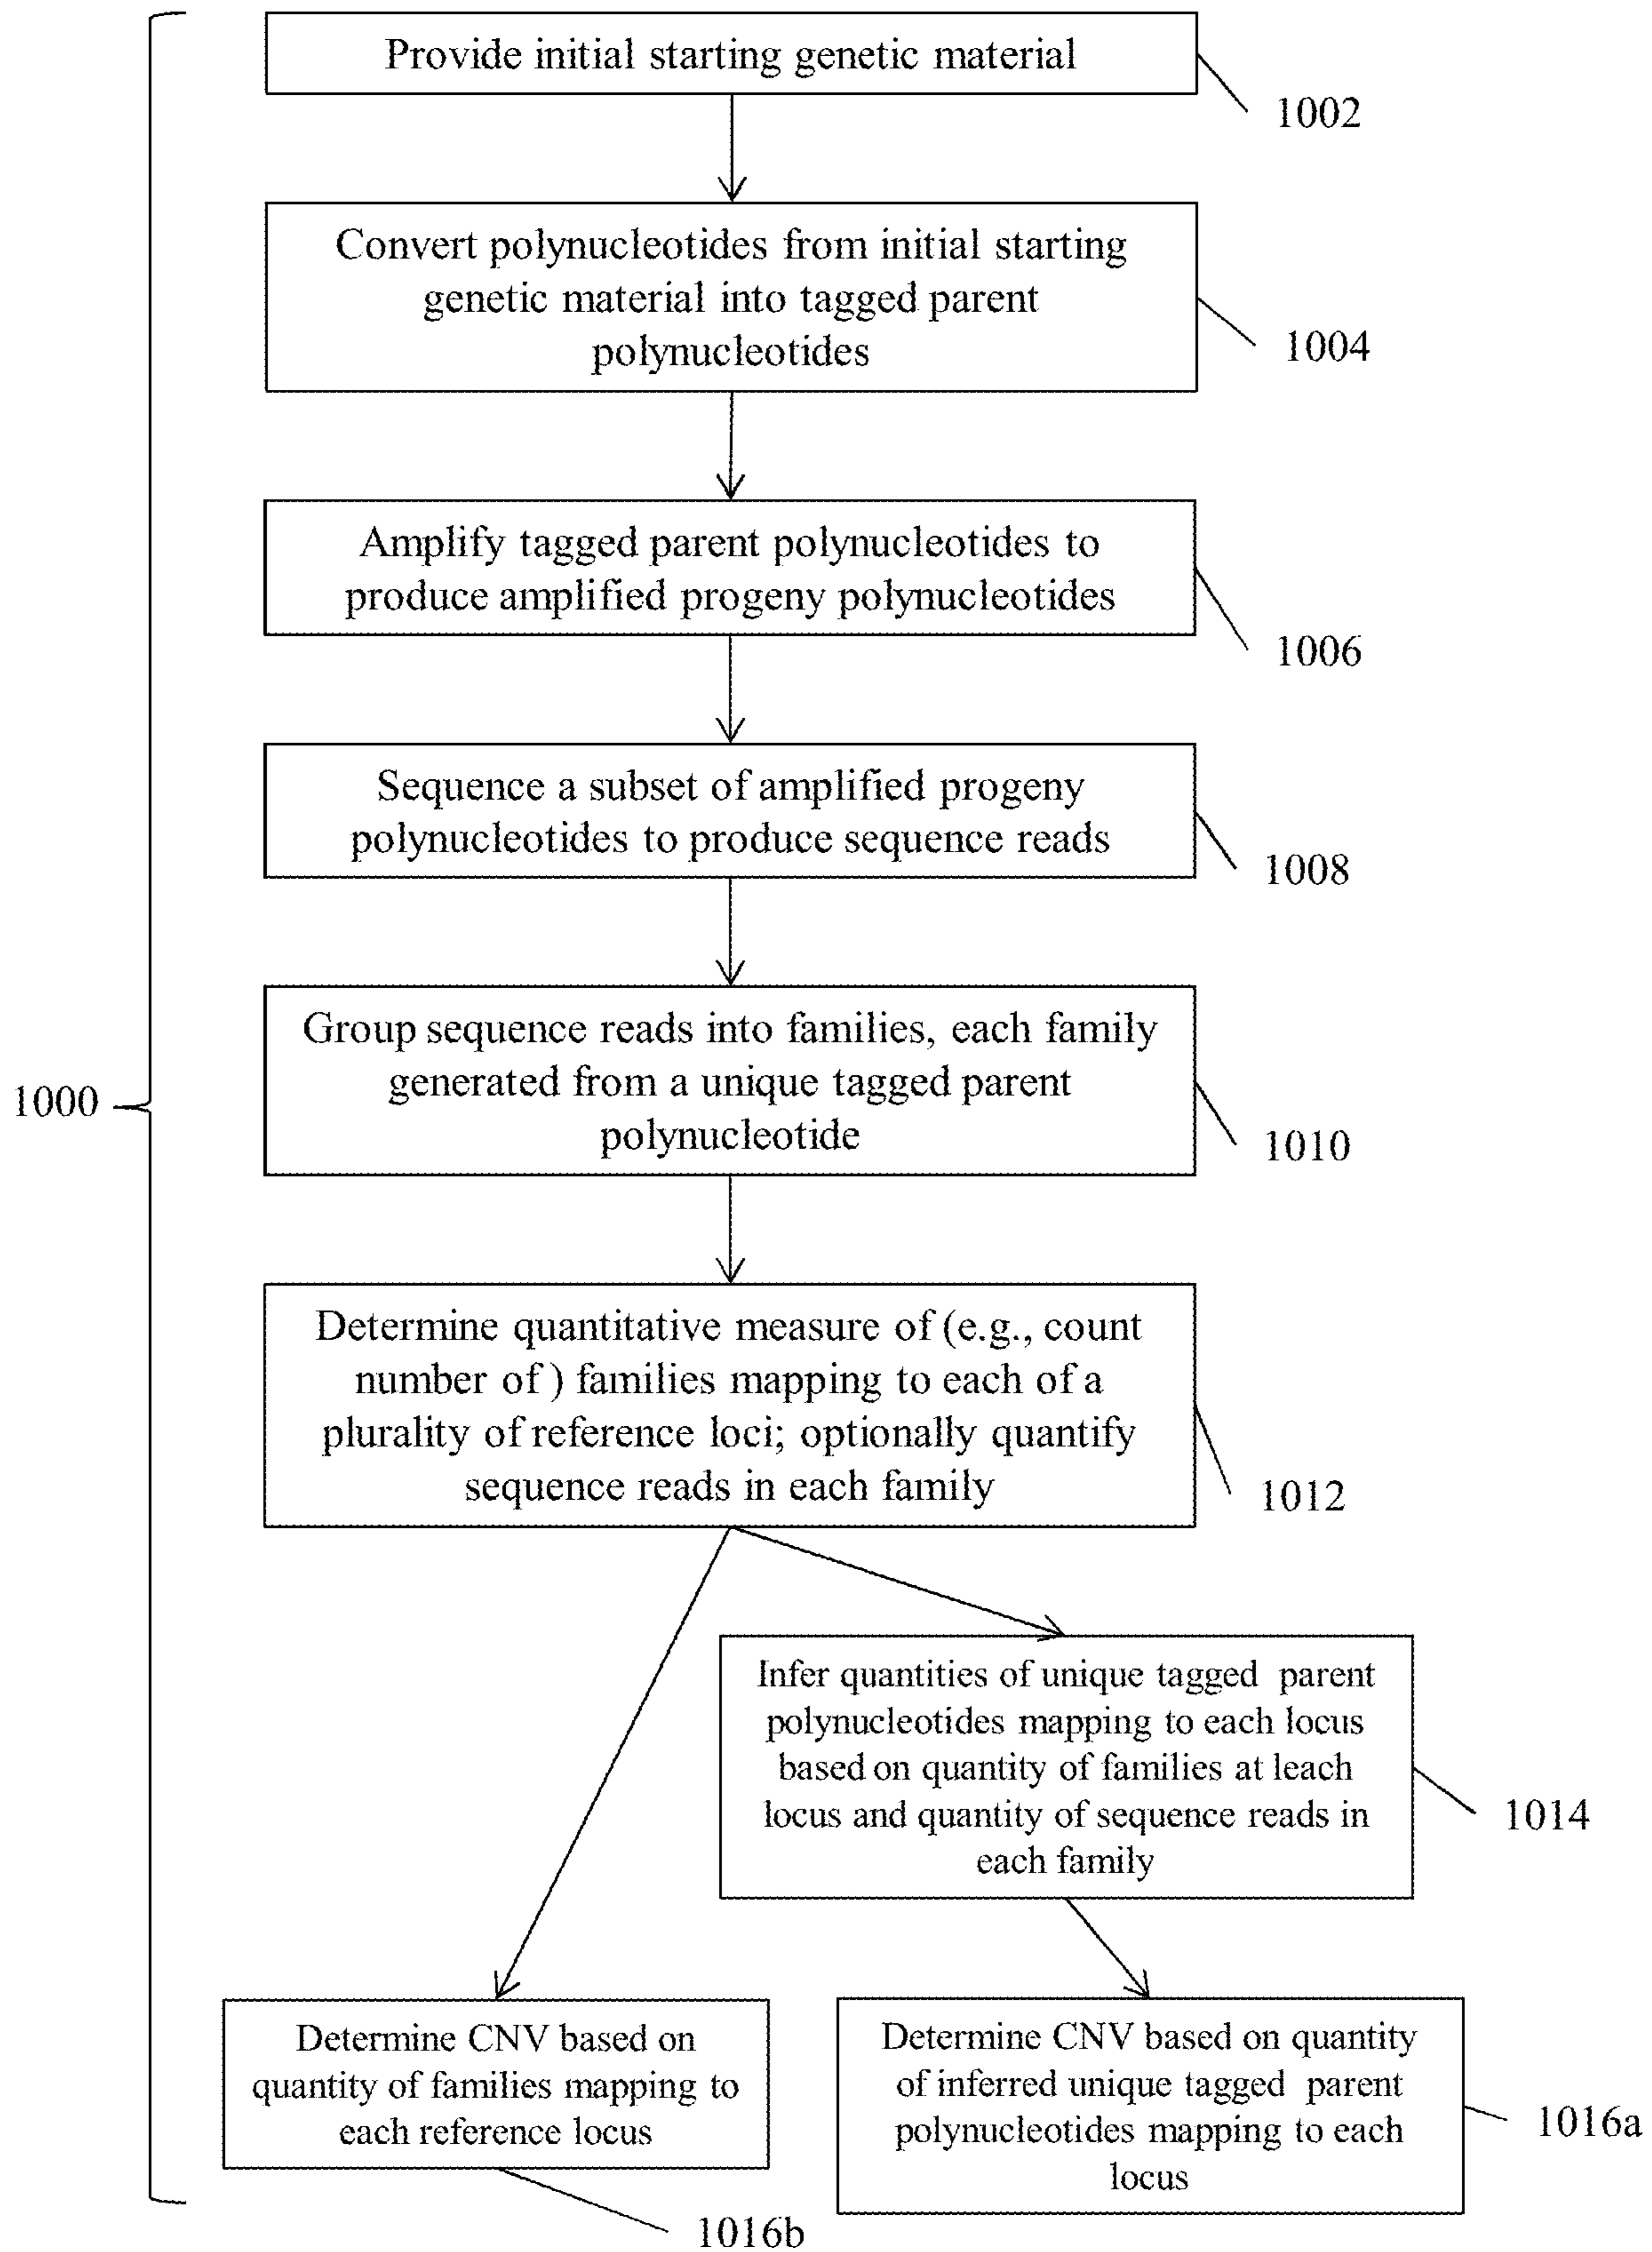 Provide initial starting genetic material
1002
Convert polynucleotides from initial starting
genetic material into tagged parent
polynucleotides
1004
Amplify tagged parent polynucleotides to
produce amplified progeny polynucleotides
1006
Sequence a subset of amplified progeny
polynucleotides to produce sequence reads
1008
Group sequence reads into families, each family
generated from a unique tagged parent
polynucleotide
1010
1000
Determine quantitative measure of (e.g., count
number of ) families mapping to each of a
plurality of reference loci; optionally quantify
sequence reads in each family
1012
Infer quantities of unique tagged parent
polynucleotides mapping to each locus
based on quantity of families at leach
locus and quantity of sequence reads in
each family
1014
Determine CNV based on
quantity of families mapping to
each reference locus
1016b
Determine CNV based on quantity
of inferred unique tagged parent
polynucleotides mapping to each
locus
1016a